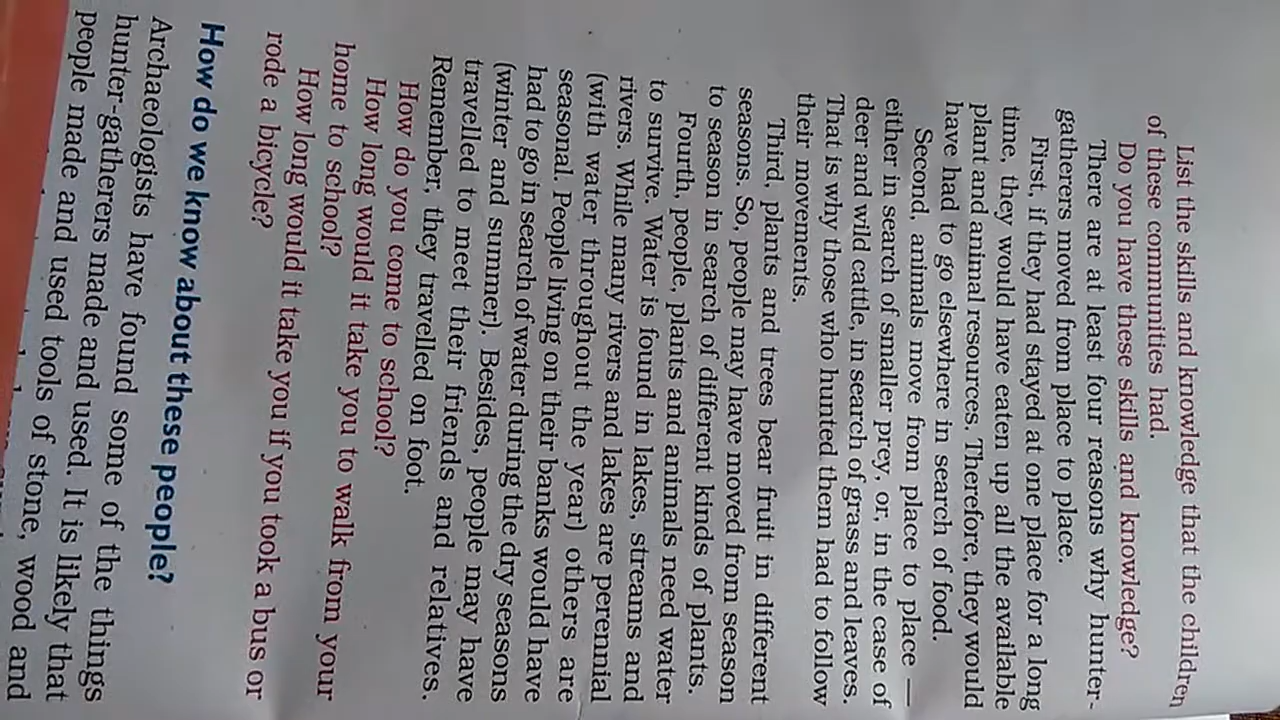 List the skills and knowledge that the children
of these communities had.
Do you have these skills and knowledge?
There are at least four reasons why hunter-
gatherers moved from place to place.
First, if they had stayed at one place for a long
time, they would have eaten up all the available
plant and animal resources. Therefore, they would
have had to go elsewhere in search of food.
Second, animals move from place to place —
either in search of smaller prey, or, in the case of
deer and wild cattle, in search of grass and leaves.
That is why those who hunted them had to follow
their movements.
Third, plants and trees bear fruit in different
seasons. So, people may have moved from season
to season in search of different kinds of plants.
Fourth, people, plants and animals need water
to survive. Water is found in lakes, streams and
rivers. While many rivers and lakes are perennial
(with water throughout the year) others are
seasonal. People living on their banks would have
had to go in search of water during the dry seasons
(winter and summer). Besides, people may have
travelled to meet their friends and relatives.
Remember, they travelled on foot.
How do you come to school?
How long would it take you to walk from your
home to school?
How long would it take you if you took a bus or
rode a bicycle?
How do we know about these people?
Archaeologists have found some of the things
hunter-gatherers made and used. It is likely that
people made and used tools of stone, wood and